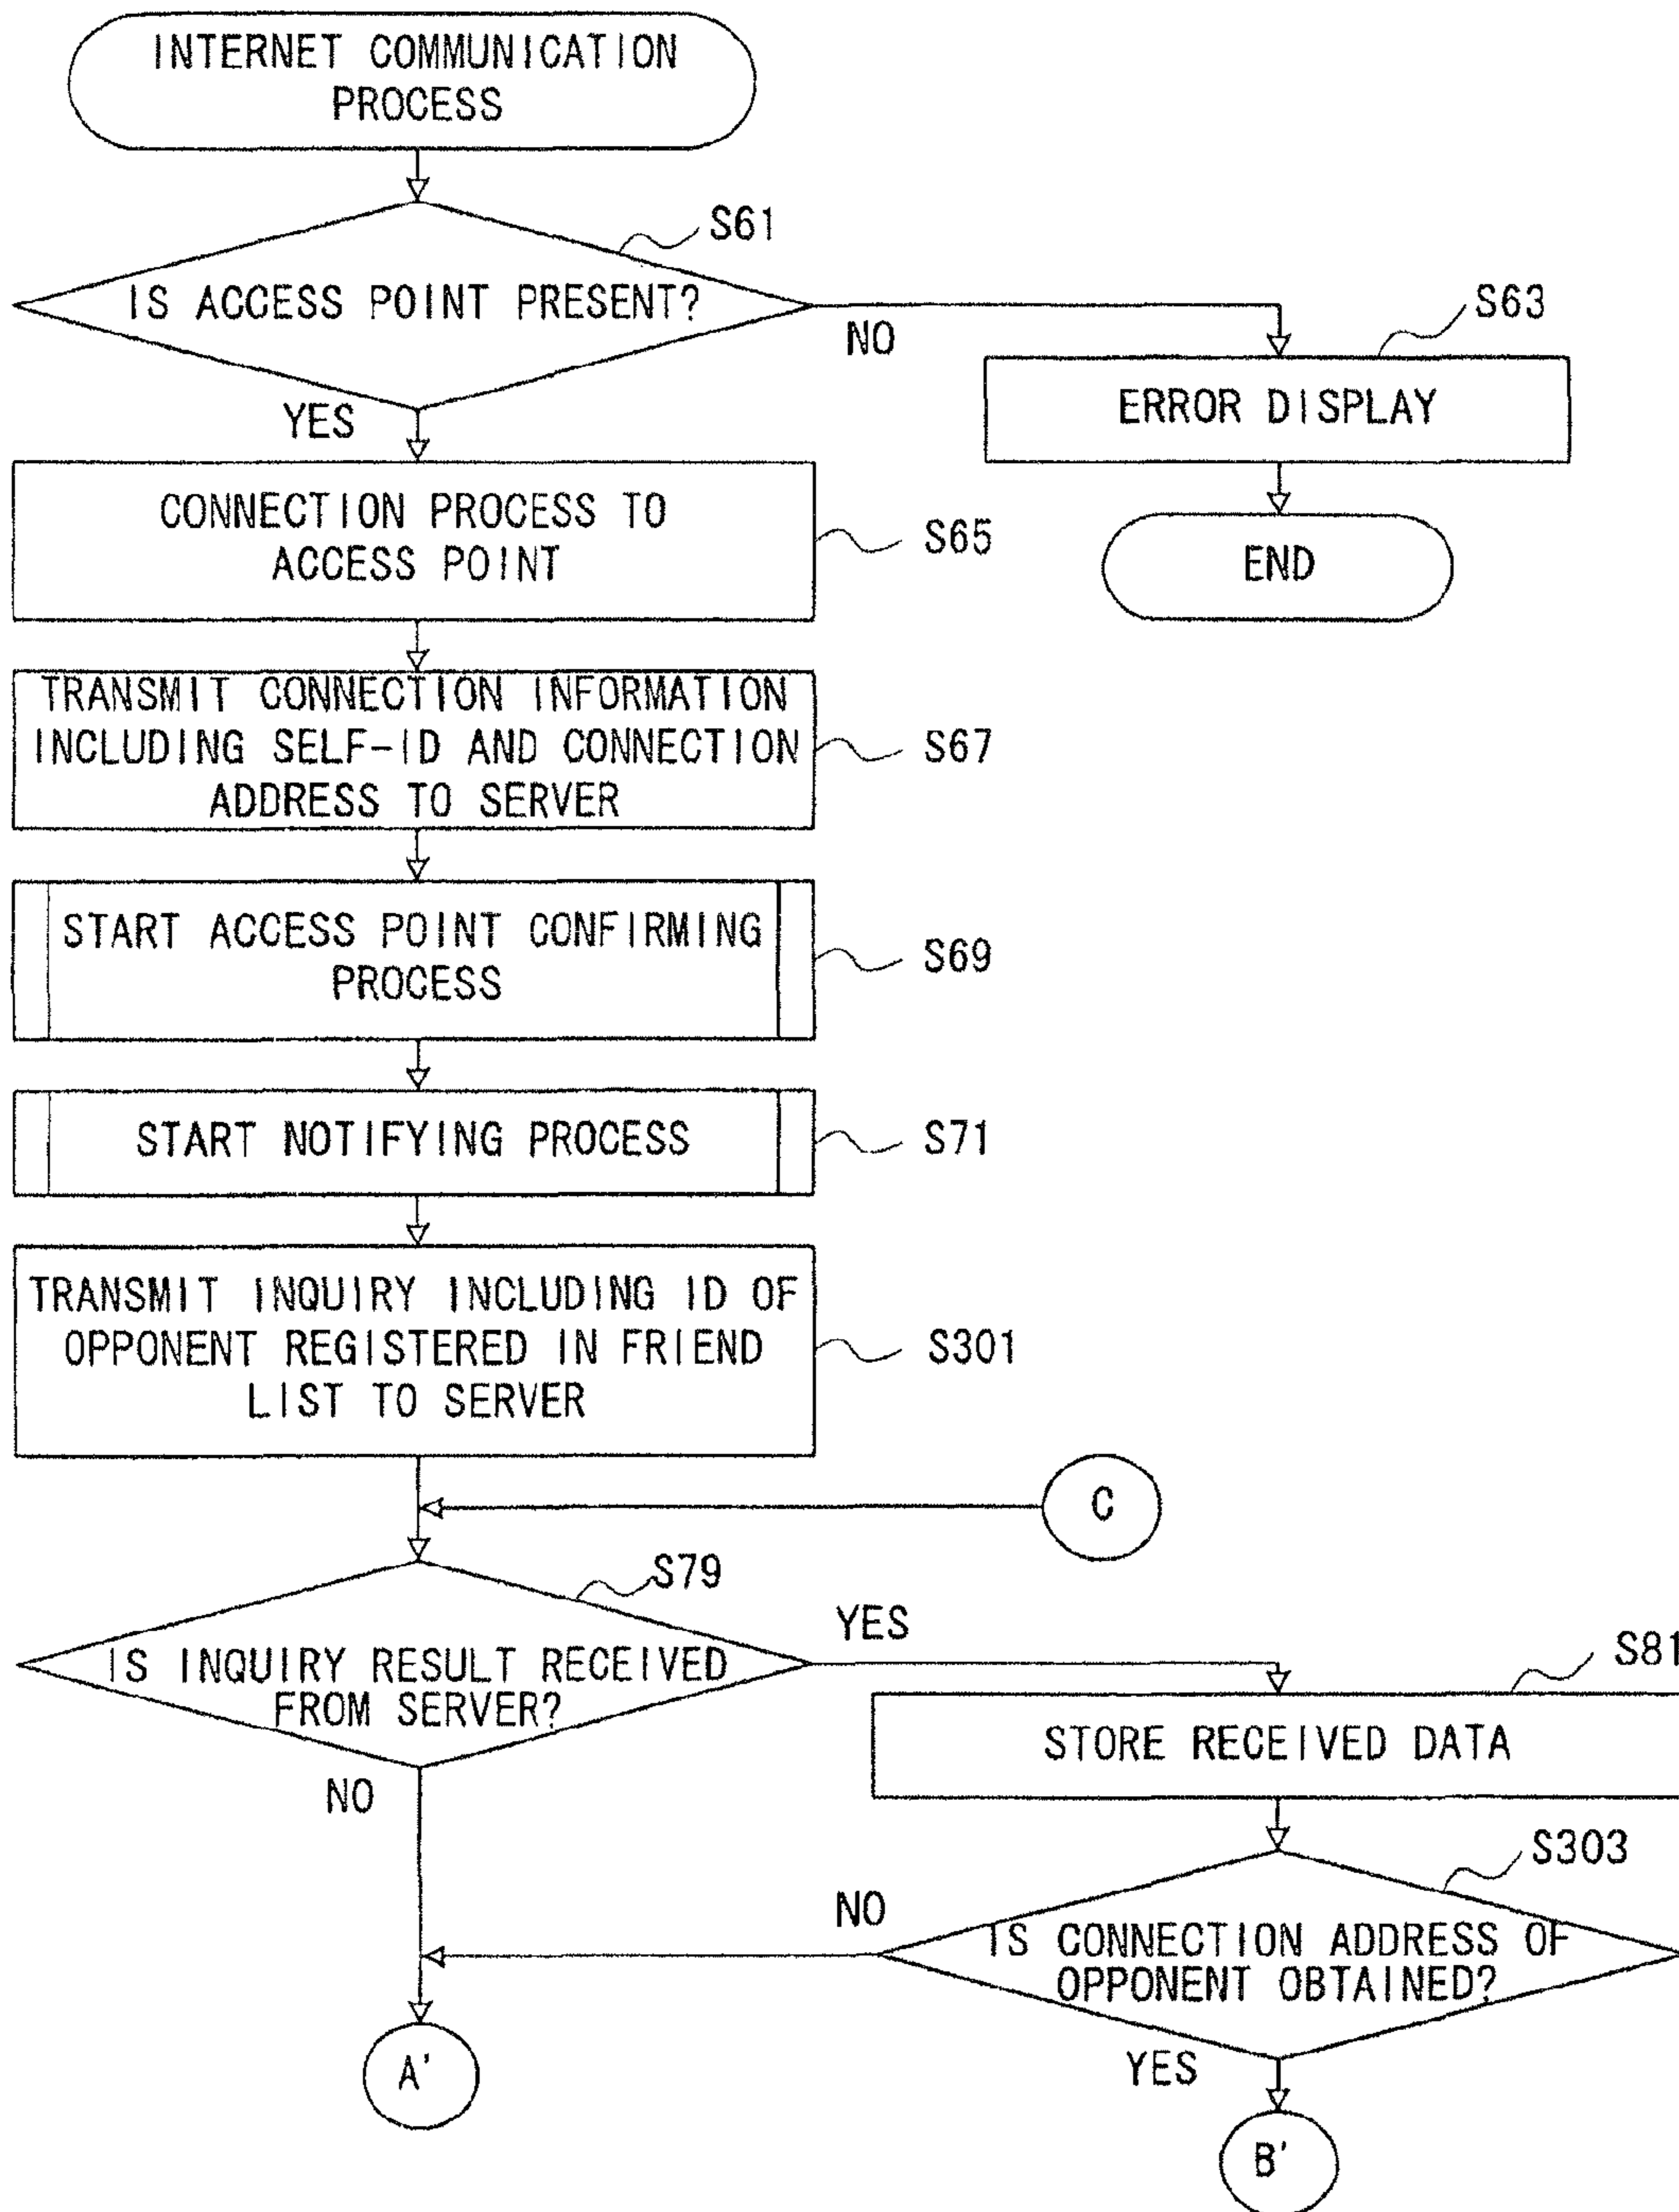 INTERNET COMMUNICATION
PROCESS
S61
IS ACCESS POINT PRESENT?
NO
S63
ERROR DISPLAY
END
YES
CONNECTION PROCESS TO
ACCESS POINT
S65
TRANSMIT CONNECTION INFORMATION
INCLUDING SELF-ID AND CONNECTION
ADDRESS TO SERVER
S67
START ACCESS POINT CONFIRMING
PROCESS
S69
START NOTIFYING PROCESS
S71
TRANSMIT INQUIRY INCLUDING ID OF
OPPONENT REGISTERED IN FRIEND
LIST TO SERVER
S301
C
S79
IS INQUIRY RESULT RECEIVED
FROM SERVER?
YES
S81
STORE RECEIVED DATA
NO
S303
NO
IS CONNECTION ADDRESS OF
OPPONENT OBTAINED?
YES
A'
B'